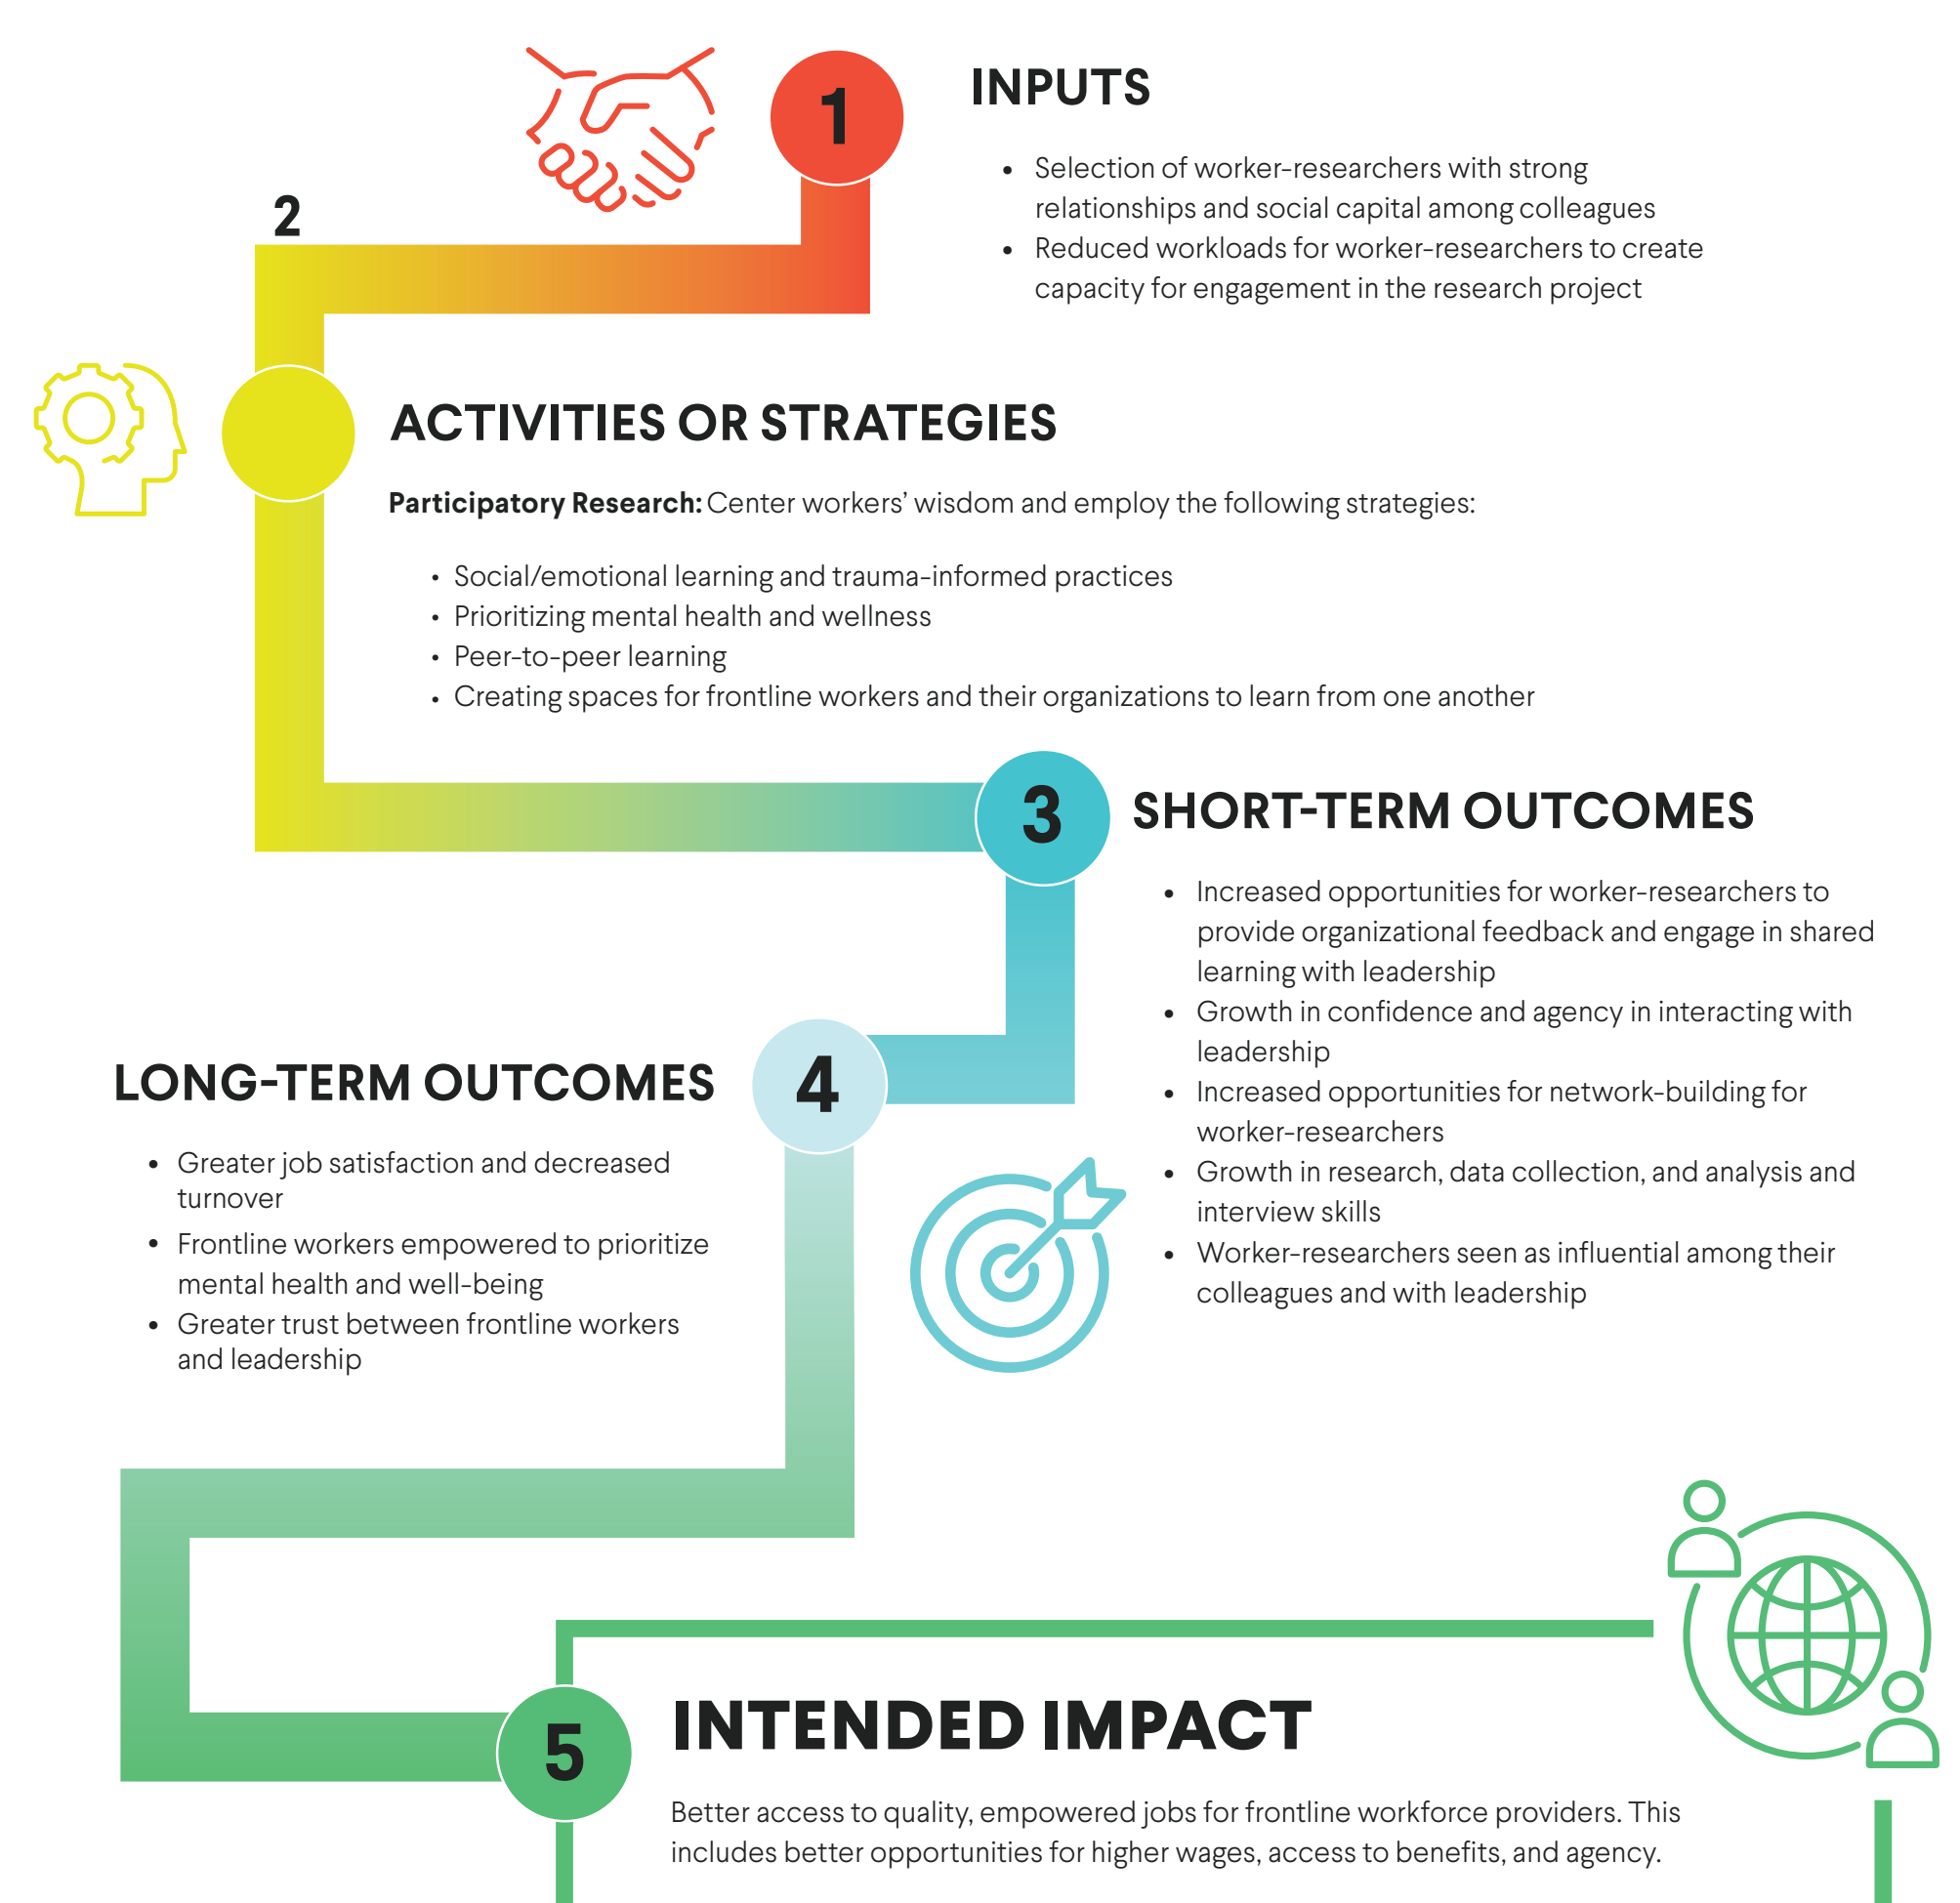 1
INPUTS
• Selection of worker-researchers with strong
relationships and social capital among colleagues
• Reduced workloads for worker-researchers to create
capacity for engagement in the research project
2
ACTIVITIES OR STRATEGIES
Participatory Research: Center workers’ wisdom and employ the following strategies:
• Social/emotional learning and trauma-informed practices
• Prioritizing mental health and wellness
• Peer-to-peer learning
• Creating spaces for frontline workers and their organizations to learn from one another
3
SHORT-TERM OUTCOMES
• Increased opportunities for worker-researchers to
provide organizational feedback and engage in shared
learning with leadership
• Growth in confidence and agency in interacting with
leadership
• Increased opportunities for network-building for
worker-researchers
• Growth in research, data collection, and analysis and
interview skills
• Worker-researchers seen as influential among their
colleagues and with leadership
4
LONG-TERM OUTCOMES
• Greater job satisfaction and decreased
turnover
• Frontline workers empowered to prioritize
mental health and well-being
• Greater trust between frontline workers
and leadership
5
INTENDED IMPACT
Better access to quality, empowered jobs for frontline workforce providers. This
includes better opportunities for higher wages, access to benefits, and agency.